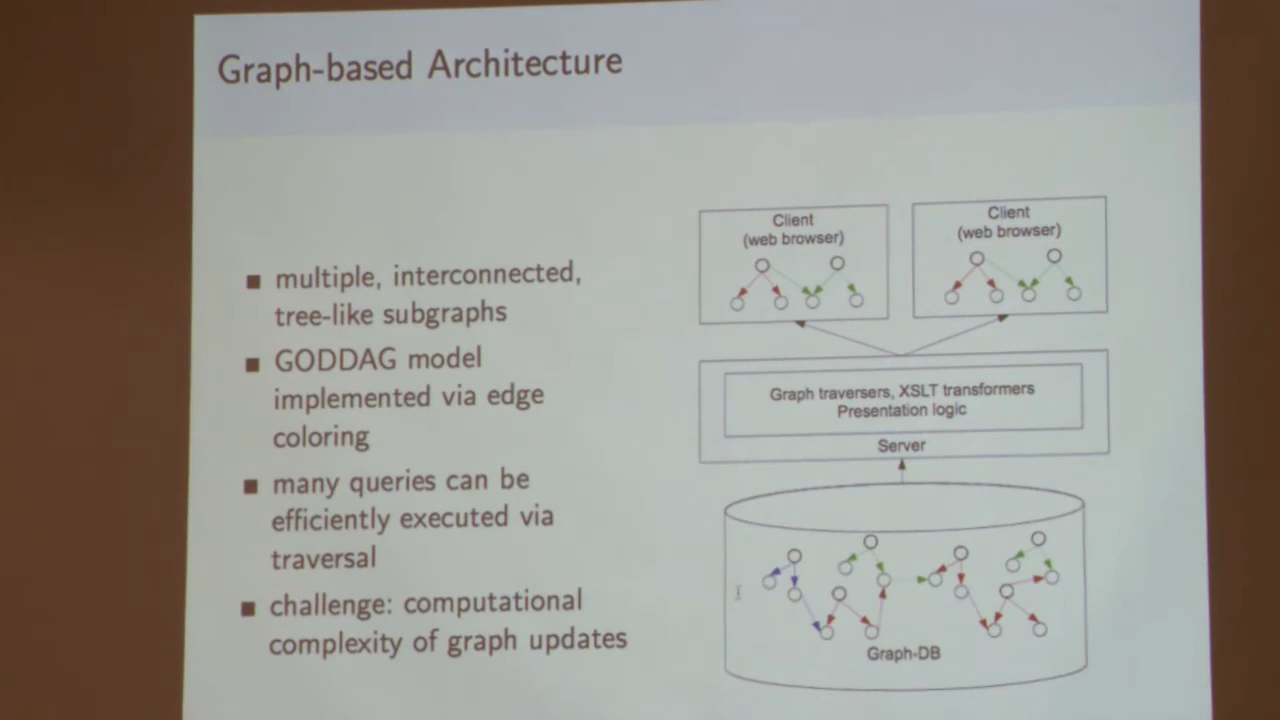 Graph-based Architecture
multiple, interconnected,
tree-like subgraphs
GODDAG model
implemented via edge
coloring
many queries can be
efficiently executed via
traversal
challenge: computational
complexity of graph updates
Client
(web browser)
Client
(web browser)
Graph traversers, XSLT transformers
Presentation logic
Server
Graph-DB